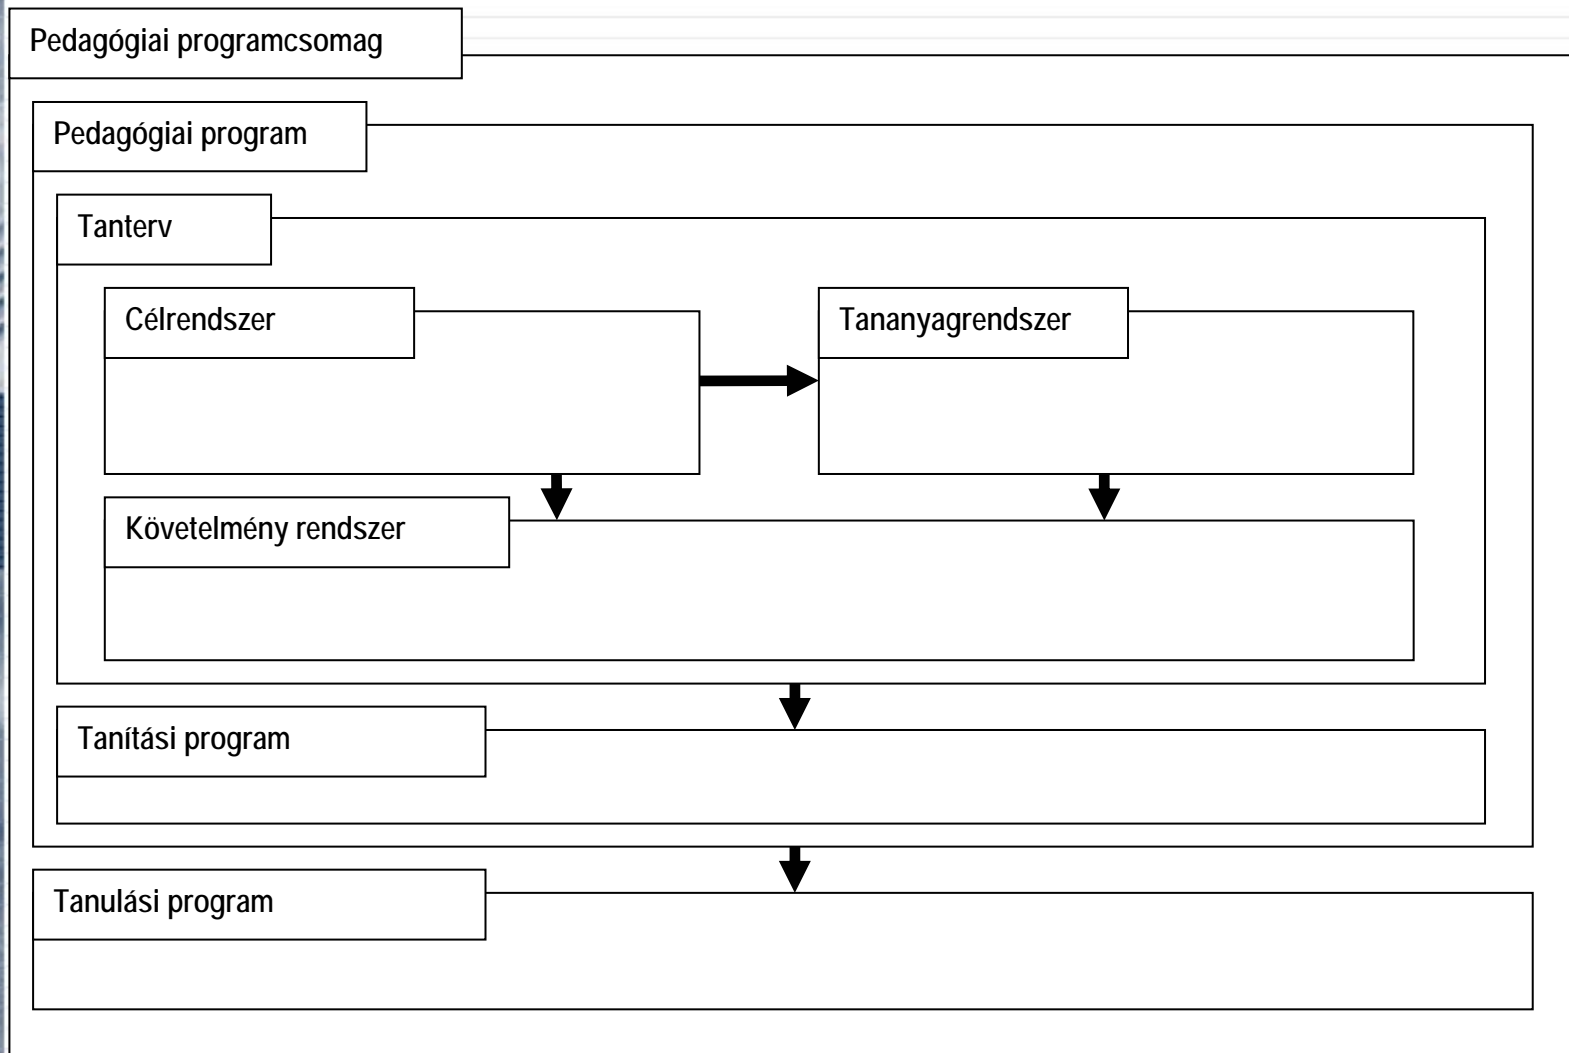 Pedagógiai programcsomag
Pedagógiai program
Tanterv
Célrendszer
Tananyagrendszer
Követelmény rendszer
Tanítási program
Tanulási program